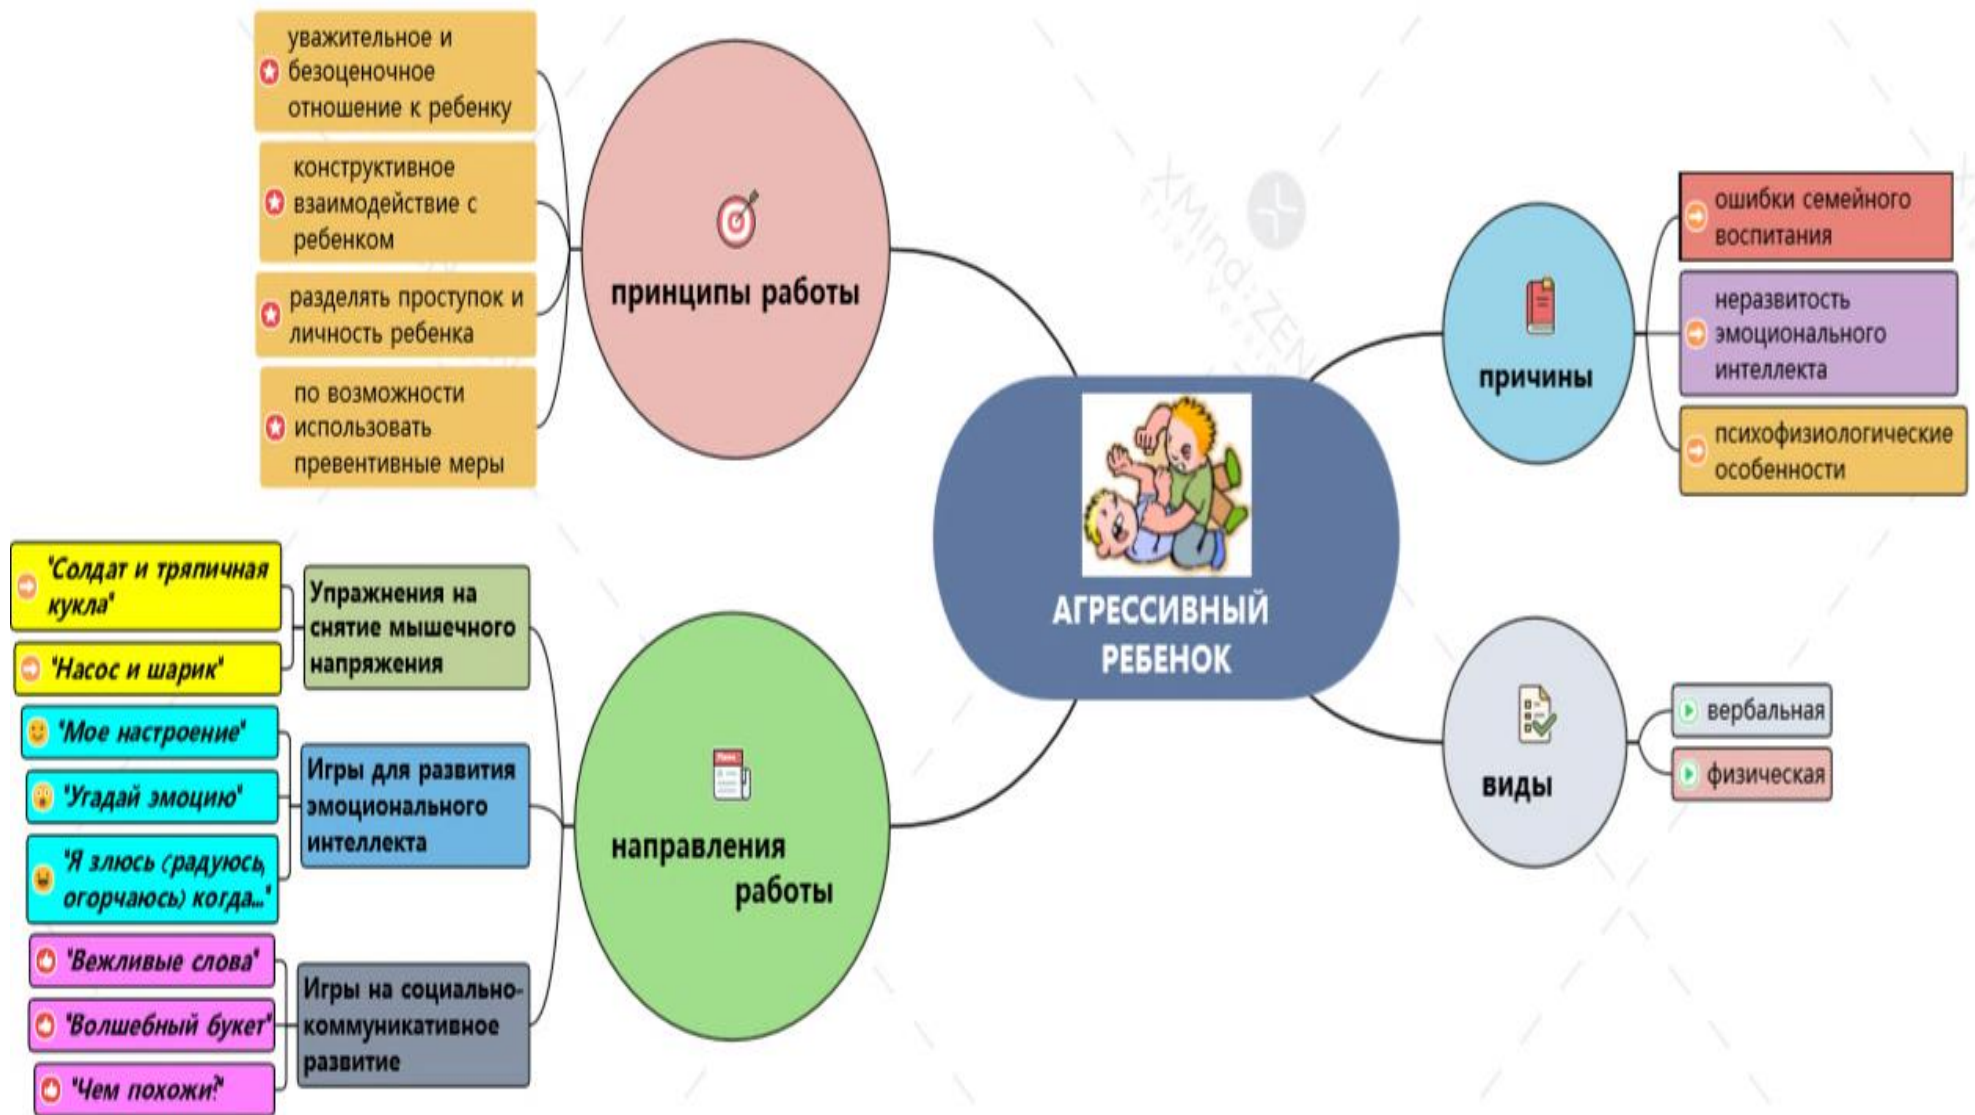 уважительное и
безоценочное
отношение к ребенку
конструктивное
взаимодействие с
ребенком
разделять проступок и
личность ребенка
по возможности
использовать
превентивные меры
принципы работы
"Солдат и тряпичная
кукла"
"Насос и шарик"
Упражнения на
снятие мышечного
напряжения
"Мое настроение"
"Угадай эмоцию"
"Я злюсь (радуюсь,
огорчаюсь) когда..."
Игры для развития
эмоционального
интеллекта
"Вежливые слова"
"Волшебный букет"
"Чем похожи?"
Игры на социально-
коммуникативное
развитие
направления
работы
АГРЕССИВНЫЙ
РЕБЕНОК
причины
ошибки семейного
воспитания
неразвитость
эмоционального
интеллекта
психофизиологические
особенности
виды
вербальная
физическая
XMind:ZEN